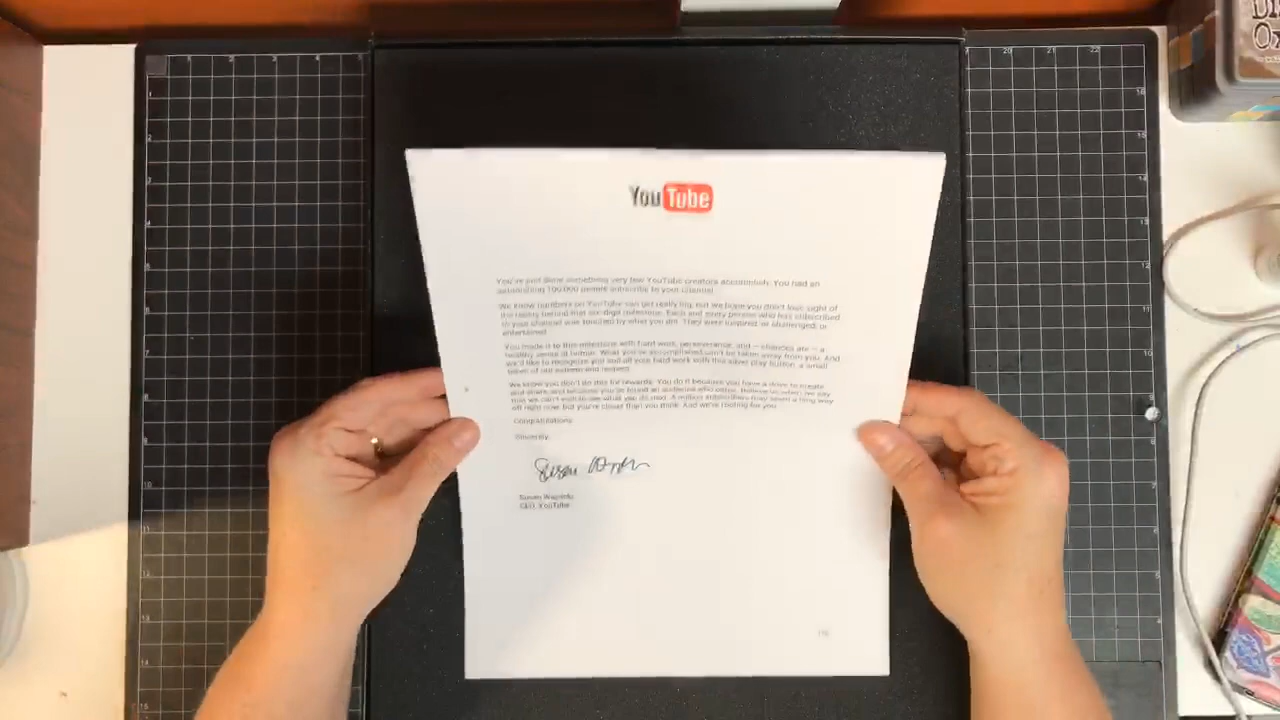 YouTube
You've just done something very few YouTube creators accomplish. You had an
astonishing 100,000 people subscribe to your channel.
We know numbers on YouTube can get really big, but we hope you don't lose sight of
the reality behind that six-digit milestone. Each and every person who has subscribed
to your channel was touched by what you did. They were inspired, or challenged, or
entertained.
You made it to this milestone with hard work, perseverance, and — chances are — a
healthy sense of humor. What you've accomplished can't be taken away from you. And
we'd like to recognize you and all your hard work with this silver play button, a small
token of our esteem and respect.
We know you don't do this for rewards. You do it because you have a drive to create
and share and because you've found an audience who cares. Believe us when we say
that we can't wait to see what you do next. A million subscribers may seem a long way
off right now, but you're closer than you think. And we're rooting for you.
Congratulations.
Sincerely,
Susan Wojcicki
CEO, YouTube
20 21 22